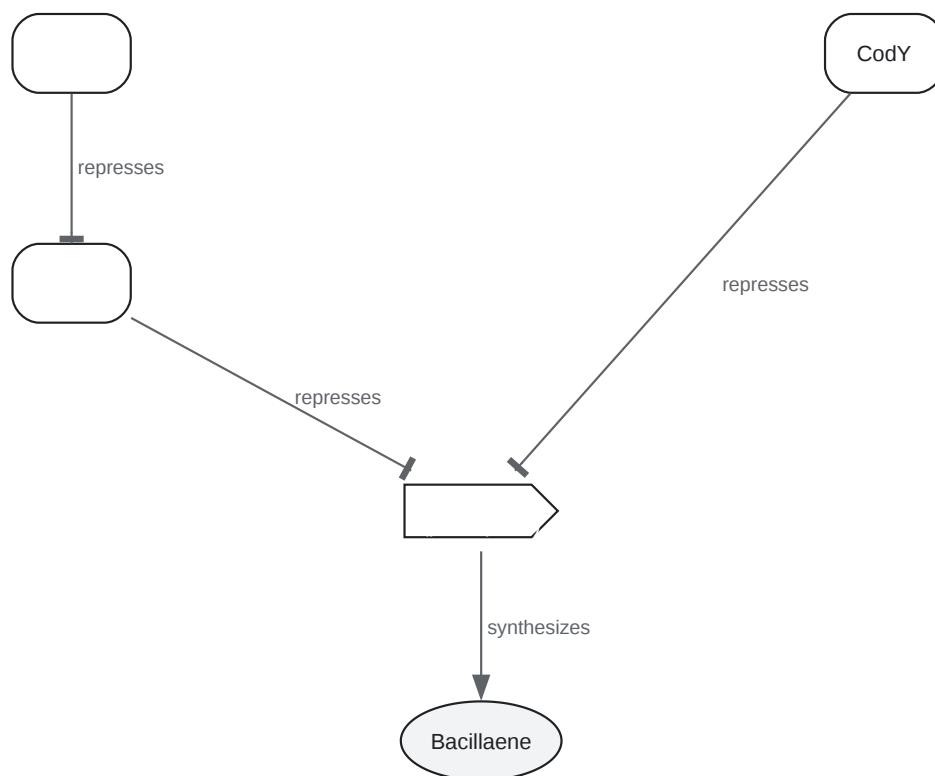 CodY
represses
represses
represses
synthesizes
Bacillaene